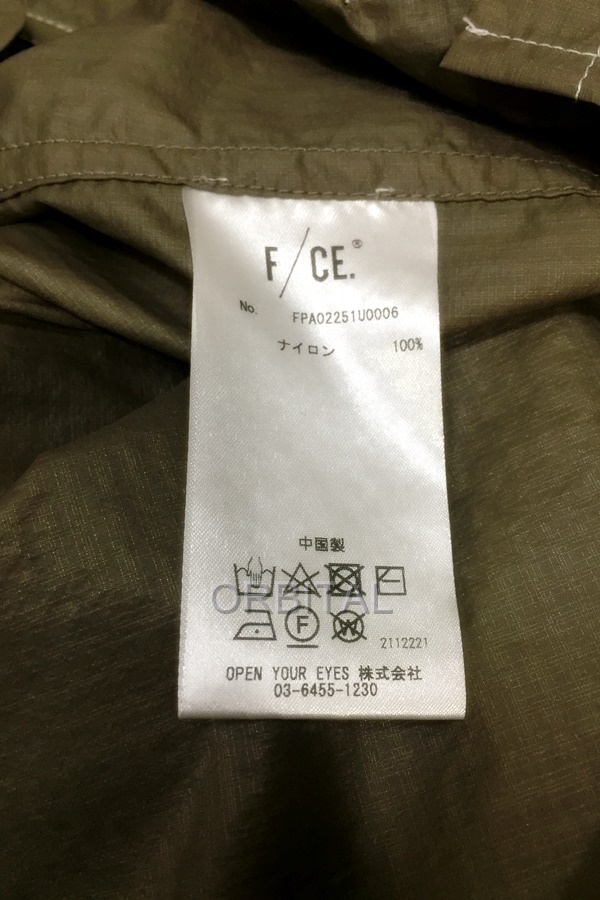 F/CE.®
No. FPA02251U0006
ナイロン 100%
中国製
ORBITAL
F W 2112221
OPEN YOUR EYES 株式会社
03-6455-1230